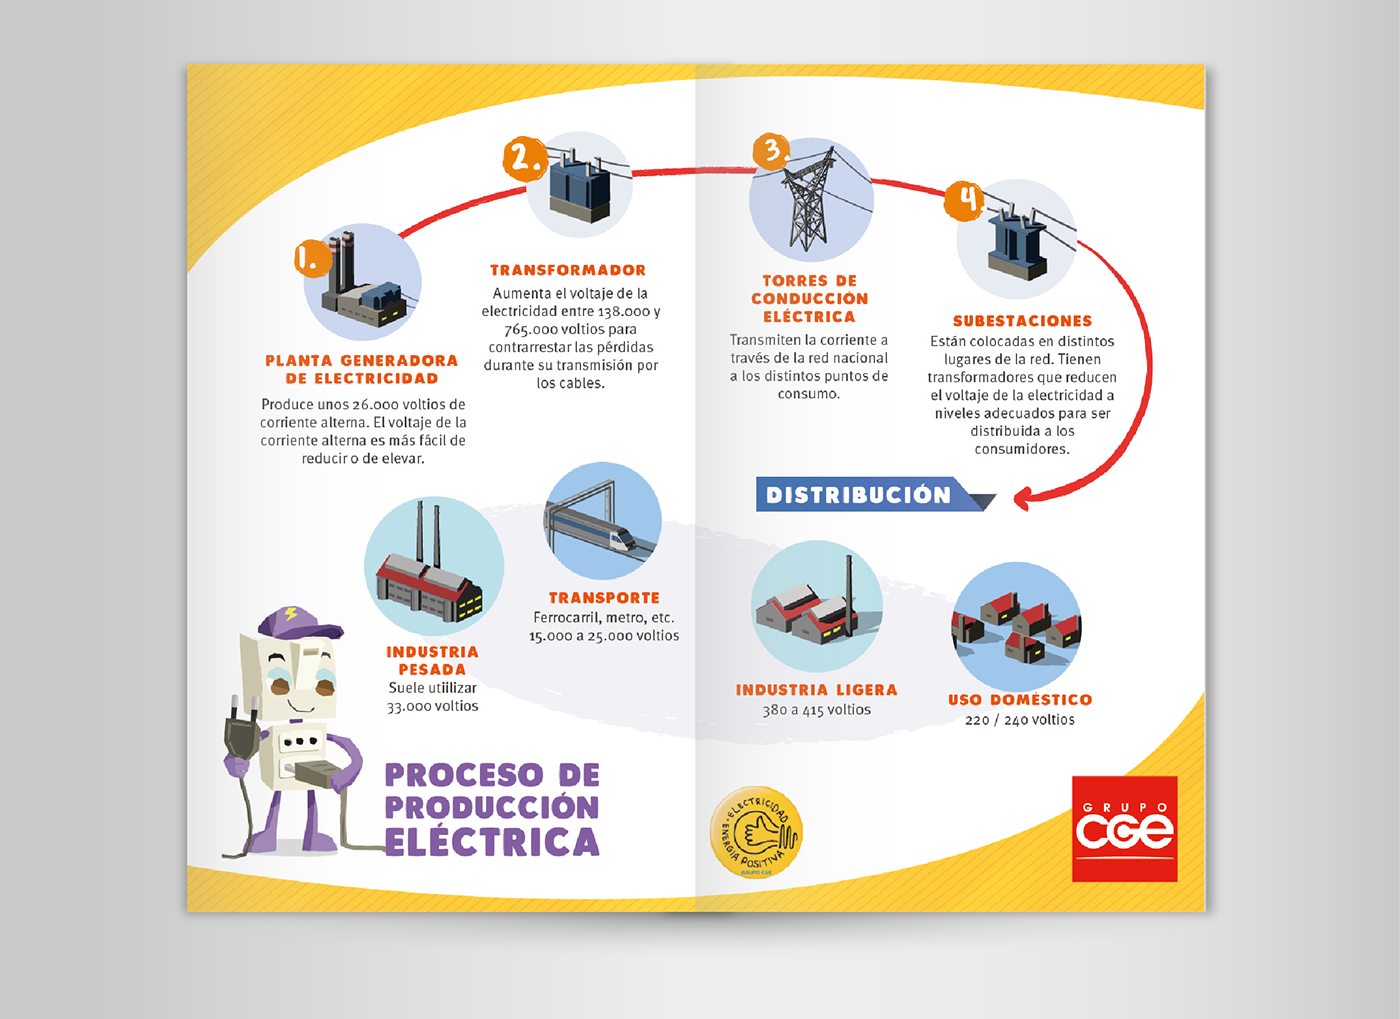 1.
PLANTA GENERADORA
DE ELECTRICIDAD
Produce unos 26.000 voltios de
corriente alterna. El voltaje de la
corriente alterna es más fácil de
reducir o de elevar.
2.
TRANSFORMADOR
Aumenta el voltaje de la
electricidad entre 138.000 y
765.000 voltios para
contrarrestar las pérdidas
durante su transmisión por
los cables.
3.
TORRES DE
CONDUCCIÓN
ELÉCTRICA
Transmiten la corriente a
través de la red nacional
a los distintos puntos de
consumo.
4.
SUBESTACIONES
Están colocadas en distintos
lugares de la red. Tienen
transformadores que reducen
el voltaje de la electricidad a
niveles adecuados para ser
distribuida a los
consumidores.
DISTRIBUCIÓN
INDUSTRIA
PESADA
Suele utiilizar
33.000 voltios
TRANSPORTE
Ferrocarril, metro, etc.
15.000 a 25.000 voltios
INDUSTRIA LIGERA
380 a 415 voltios
USO DOMÉSTICO
220 / 240 voltios
PROCESO DE
PRODUCCIÓN
ELÉCTRICA
ELECTRICIDAD
ENERGÍA POSITIVA
GRUPO CGE
GRUPO
CGE